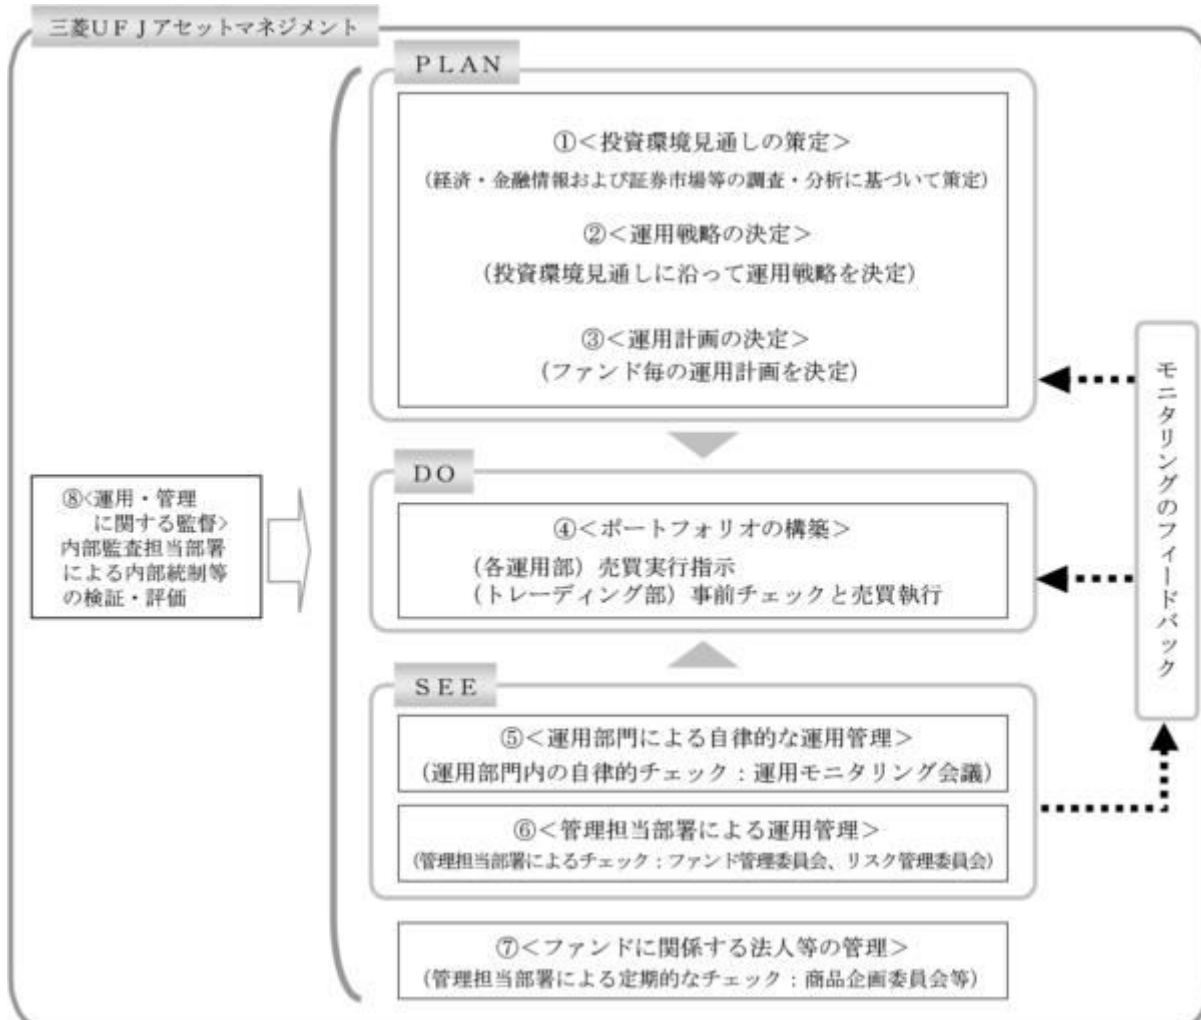 三菱UFJアセットマネジメント
PLAN
①<投資環境見通しの策定>
(経済・金融情報および証券市場等の調査・分析に基づいて策定)
②<運用戦略の決定>
(投資環境見通しに沿って運用戦略を決定)
③<運用計画の決定>
(ファンド毎の運用計画を決定)
DO
④<ポートフォリオの構築>
(各運用部) 売買実行指示
(トレーディング部) 事前チェックと売買執行
SEE
⑤<運用部門による自律的な運用管理>
(運用部門内の自律的チェック:運用モニタリング会議)
⑥<管理担当部署による運用管理>
(管理担当部署によるチェック:ファンド管理委員会、リスク管理委員会)
⑦<ファンドに関係する法人等の管理>
(管理担当部署による定期的なチェック:商品企画委員会等)
⑧<運用・管理
に関する監督>
内部監査担当部署
による内部統制等
の検証・評価
モニタリングのフィードバック